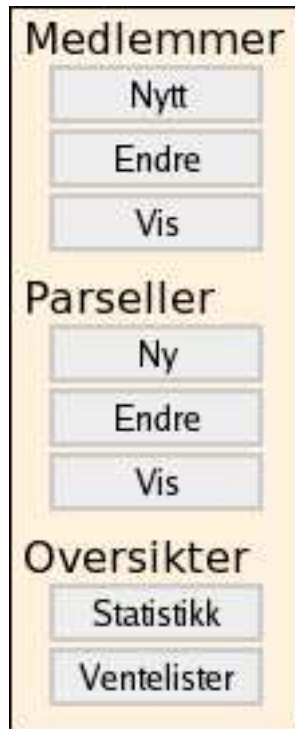 Medlemmer
Nytt
Endre
Vis
Parseller
Ny
Endre
Vis
Oversikter
Statistikk
Ventelister